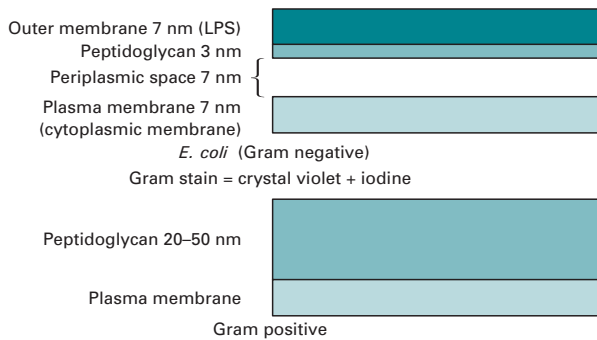 Outer membrane 7 nm (LPS)
Peptidoglycan 3 nm
Periplasmic space 7 nm
Plasma membrane 7 nm
(cytoplasmic membrane)
E. coli (Gram negative)
Gram stain = crystal violet + iodine
Peptidoglycan 20–50 nm
Plasma membrane
Gram positive